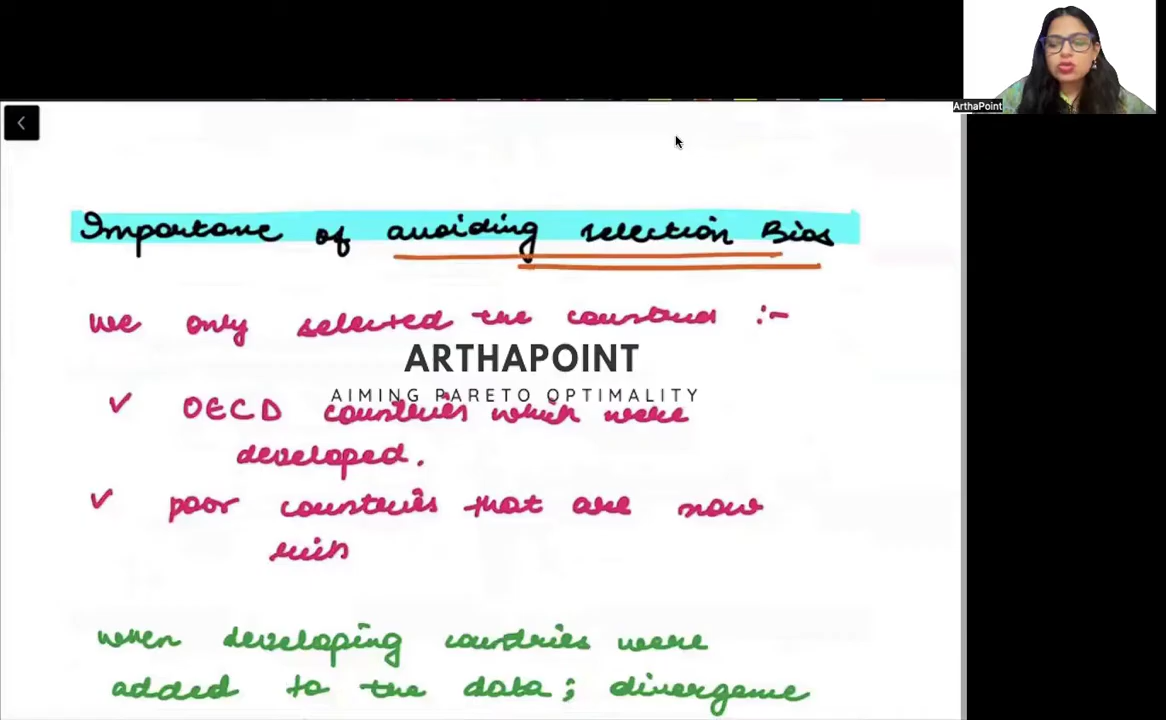 ArthaPoint
Importance of avoiding selection Bias
We only selected the countries :-
ARTHAPOINT
AIMING PARETO OPTIMALITY
✓ OECD countries which were
developed.
✓ poor countries that are now
rich
when developing countries were
added to the data; divergence